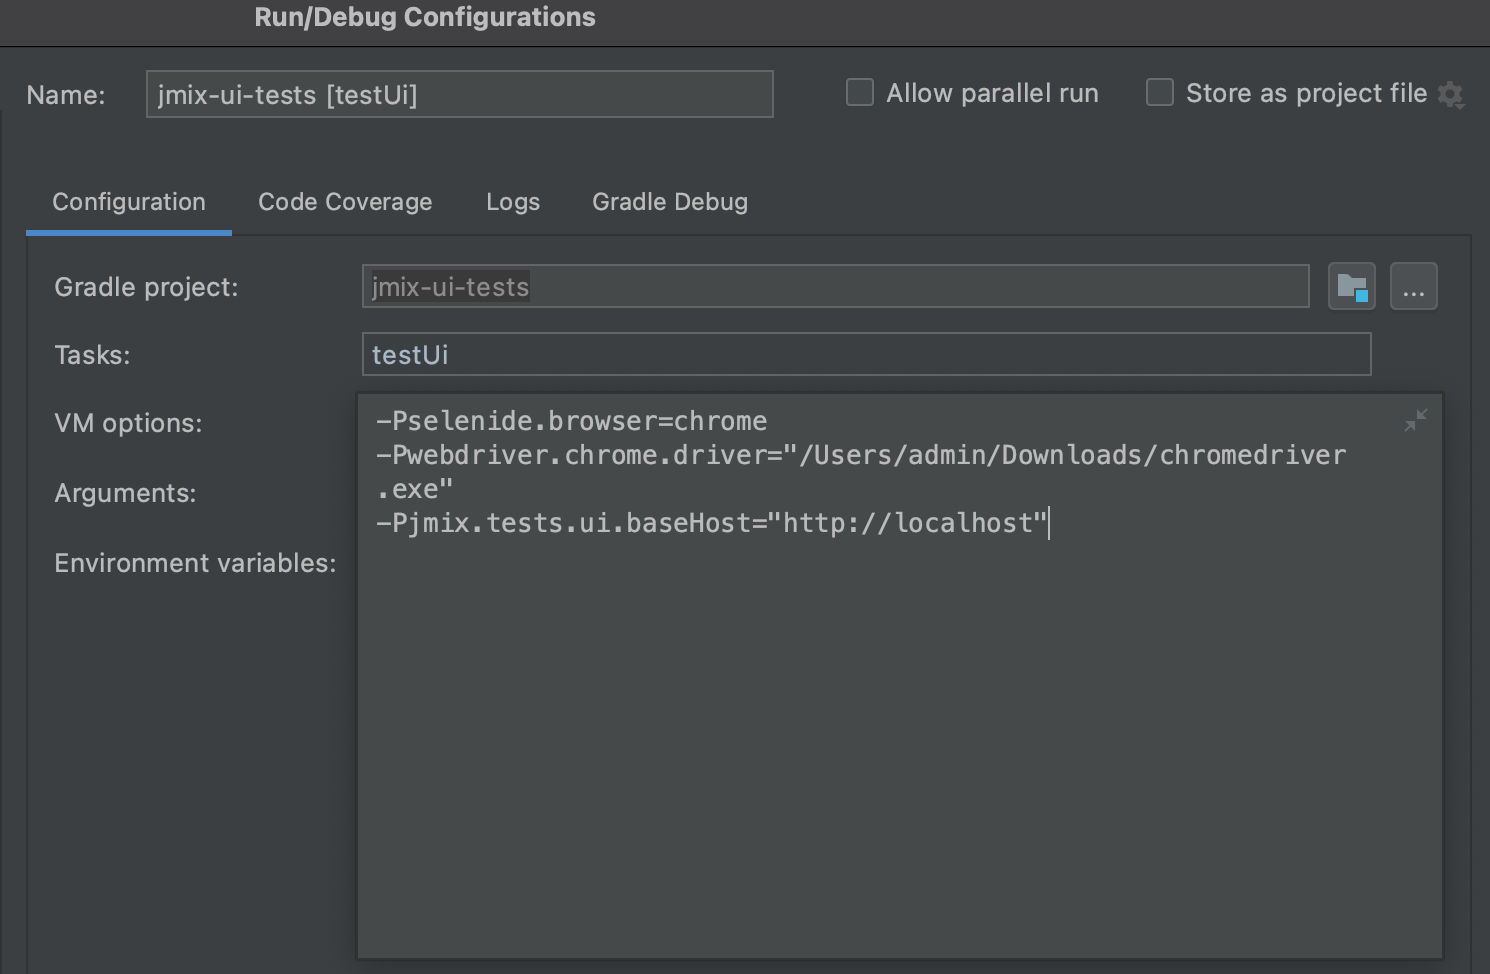 Run/Debug Configurations
Name: jmix-ui-tests [testUi] Allow parallel run Store as project file
Configuration Code Coverage Logs Gradle Debug
Gradle project: jmix-ui-tests ...
Tasks: testUi
VM options: -Pselenide.browser=chrome
-Pwebdriver.chrome.driver="/Users/admin/Downloads/chromedriver
.exe"
Arguments:
-Pjmix.tests.ui.baseHost="http://localhost"
Environment variables: